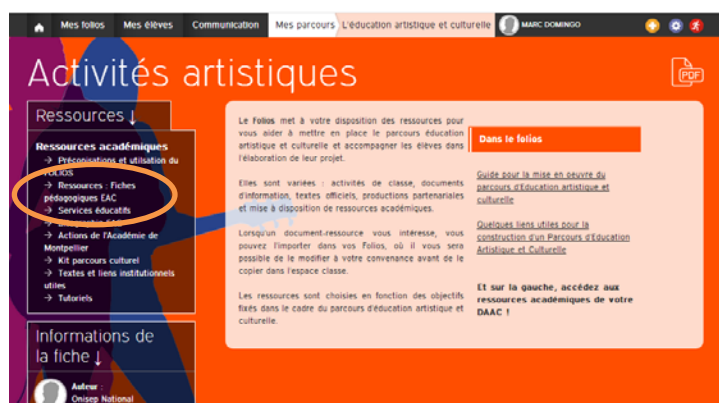 Mes folios Mes élèves Communication Mes parcours L'éducation artistique et culturelle MARC DOMINGO
Activités artistiques
PDF
Ressources ↓
Ressources académiques
→ Préconisations et utilsation du
FOLIOS
→ Ressources : Fiches
pédagogiques EAC
→ Services éducatifs
→ Actions de l'Académie de
Montpellier
→ Kit parcours culturel
→ Textes et liens institutionnels
utiles
→ Tutoriels
Informations de
la fiche ↓
Auteur :
Onisep National
Le Folios met à votre disposition des ressources pour
vous aider à mettre en place le parcours éducation
artistique et culturelle et accompagner les élèves dans
l'élaboration de leur projet.
Elles sont variées : activités de classe, documents
d'information, textes officiels, productions partenariales
et mise à disposition de ressources académiques.
Lorsqu'un document-ressource vous intéresse, vous
pouvez l'importer dans vos Folios, où il vous sera
possible de le modifier à votre convenance avant de le
copier dans l'espace classe.
Les ressources sont choisies en fonction des objectifs
fixés dans le cadre du parcours d'éducation artistique et
culturelle.
Dans le folios
Guide pour la mise en oeuvre du
parcours d'Education artistique et
culturelle
Quelques liens utiles pour la
construction d'un Parcours d'Education
Artistique et Culturelle
Et sur la gauche, accédez aux
ressources académiques de votre
DAAC !